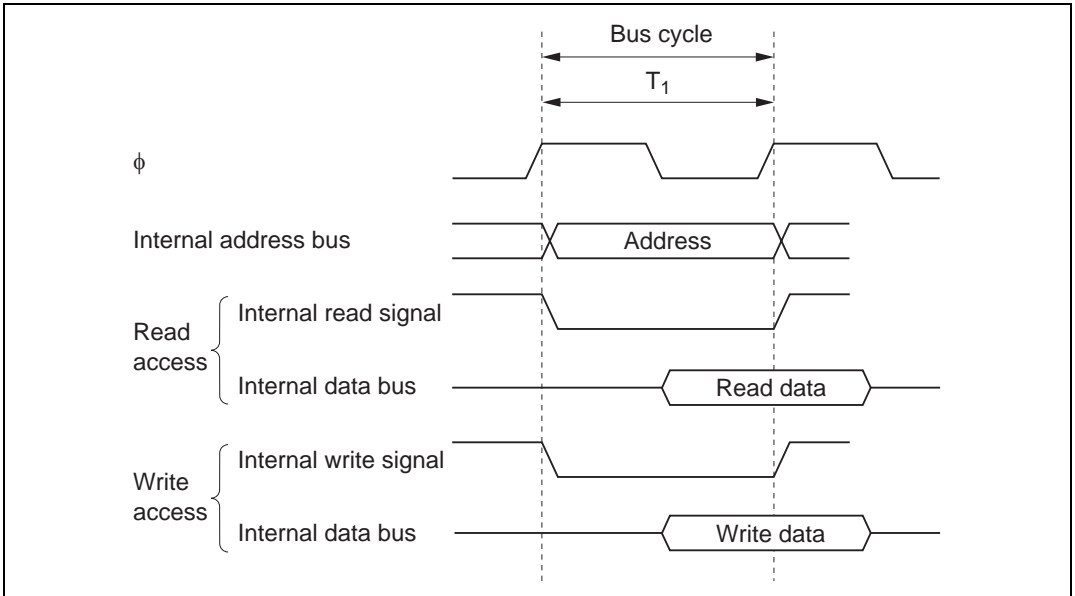 Bus cycle
T1
ϕ
Internal address bus
Address
Read access
Internal read signal
Internal data bus
Read data
Write access
Internal write signal
Internal data bus
Write data